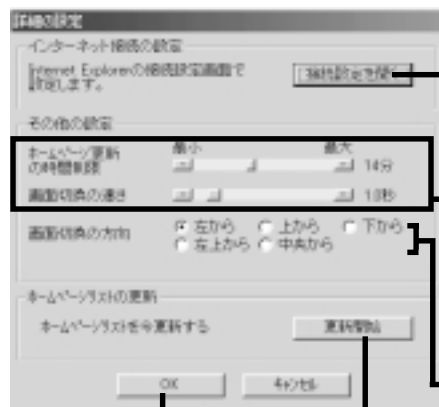 詳細の設定
インターネット接続の設定
Internet Explorerの接続設定画面で
設定します。
接続設定を開く
その他の設定
最小 最大
ホームページ更新
の時間制限
14分
画面切換の速さ
10秒
画面切換の方向
左から 上から 下から
左上から 中央から
ホームページリストの更新
ホームページリストを今更新する
更新開始
OK キャンセル